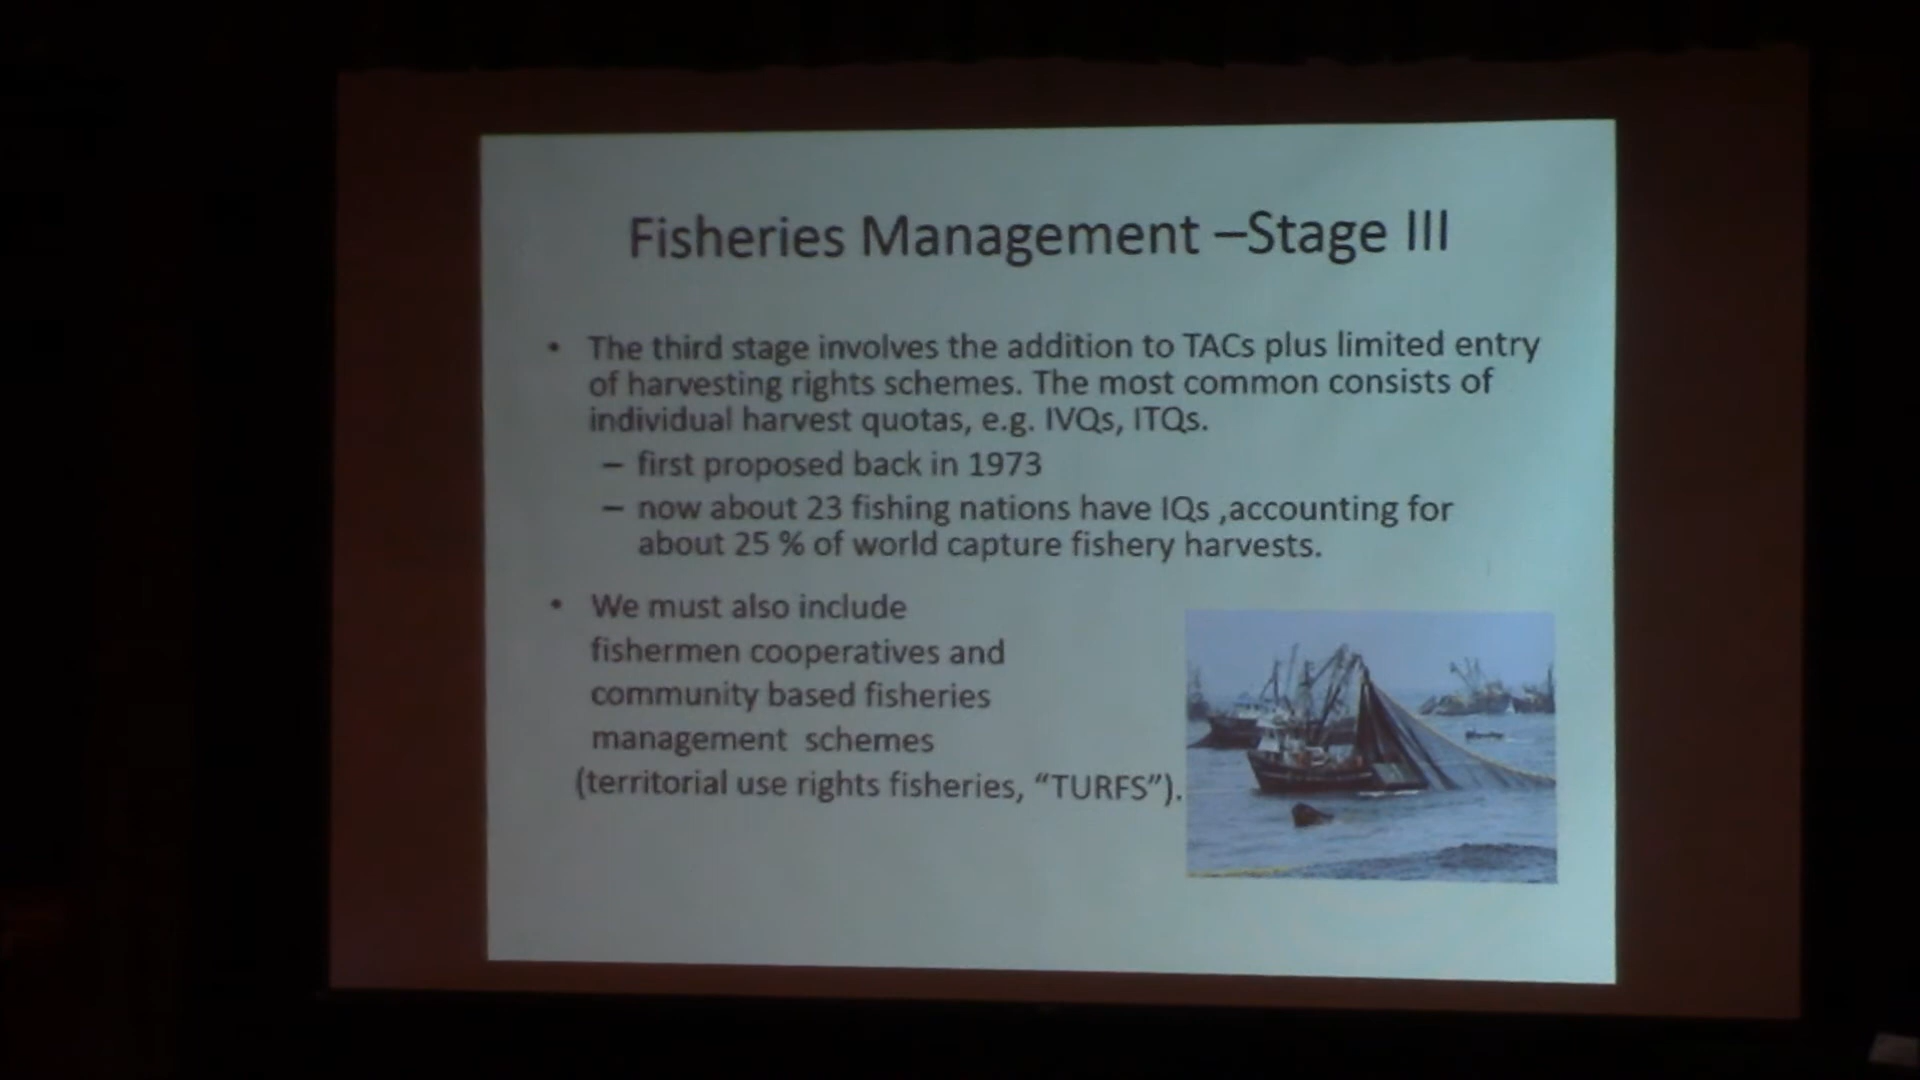 Fisheries Management –Stage III
• The third stage involves the addition to TACs plus limited entry
of harvesting rights schemes. The most common consists of
individual harvest quotas, e.g. IVQs, ITQs.
– first proposed back in 1973
– now about 23 fishing nations have IQs ,accounting for
about 25 % of world capture fishery harvests.
• We must also include
fishermen cooperatives and
community based fisheries
management schemes
(territorial use rights fisheries, “TURFS”).